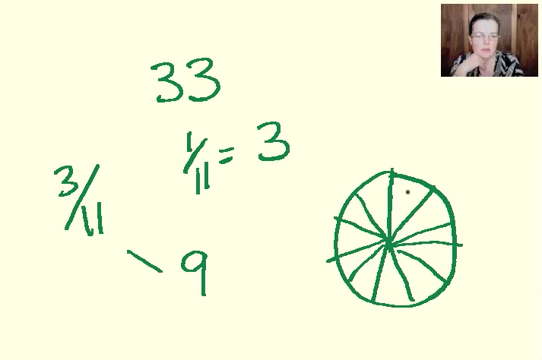 33
1/11 = 3
3/11
\ 9